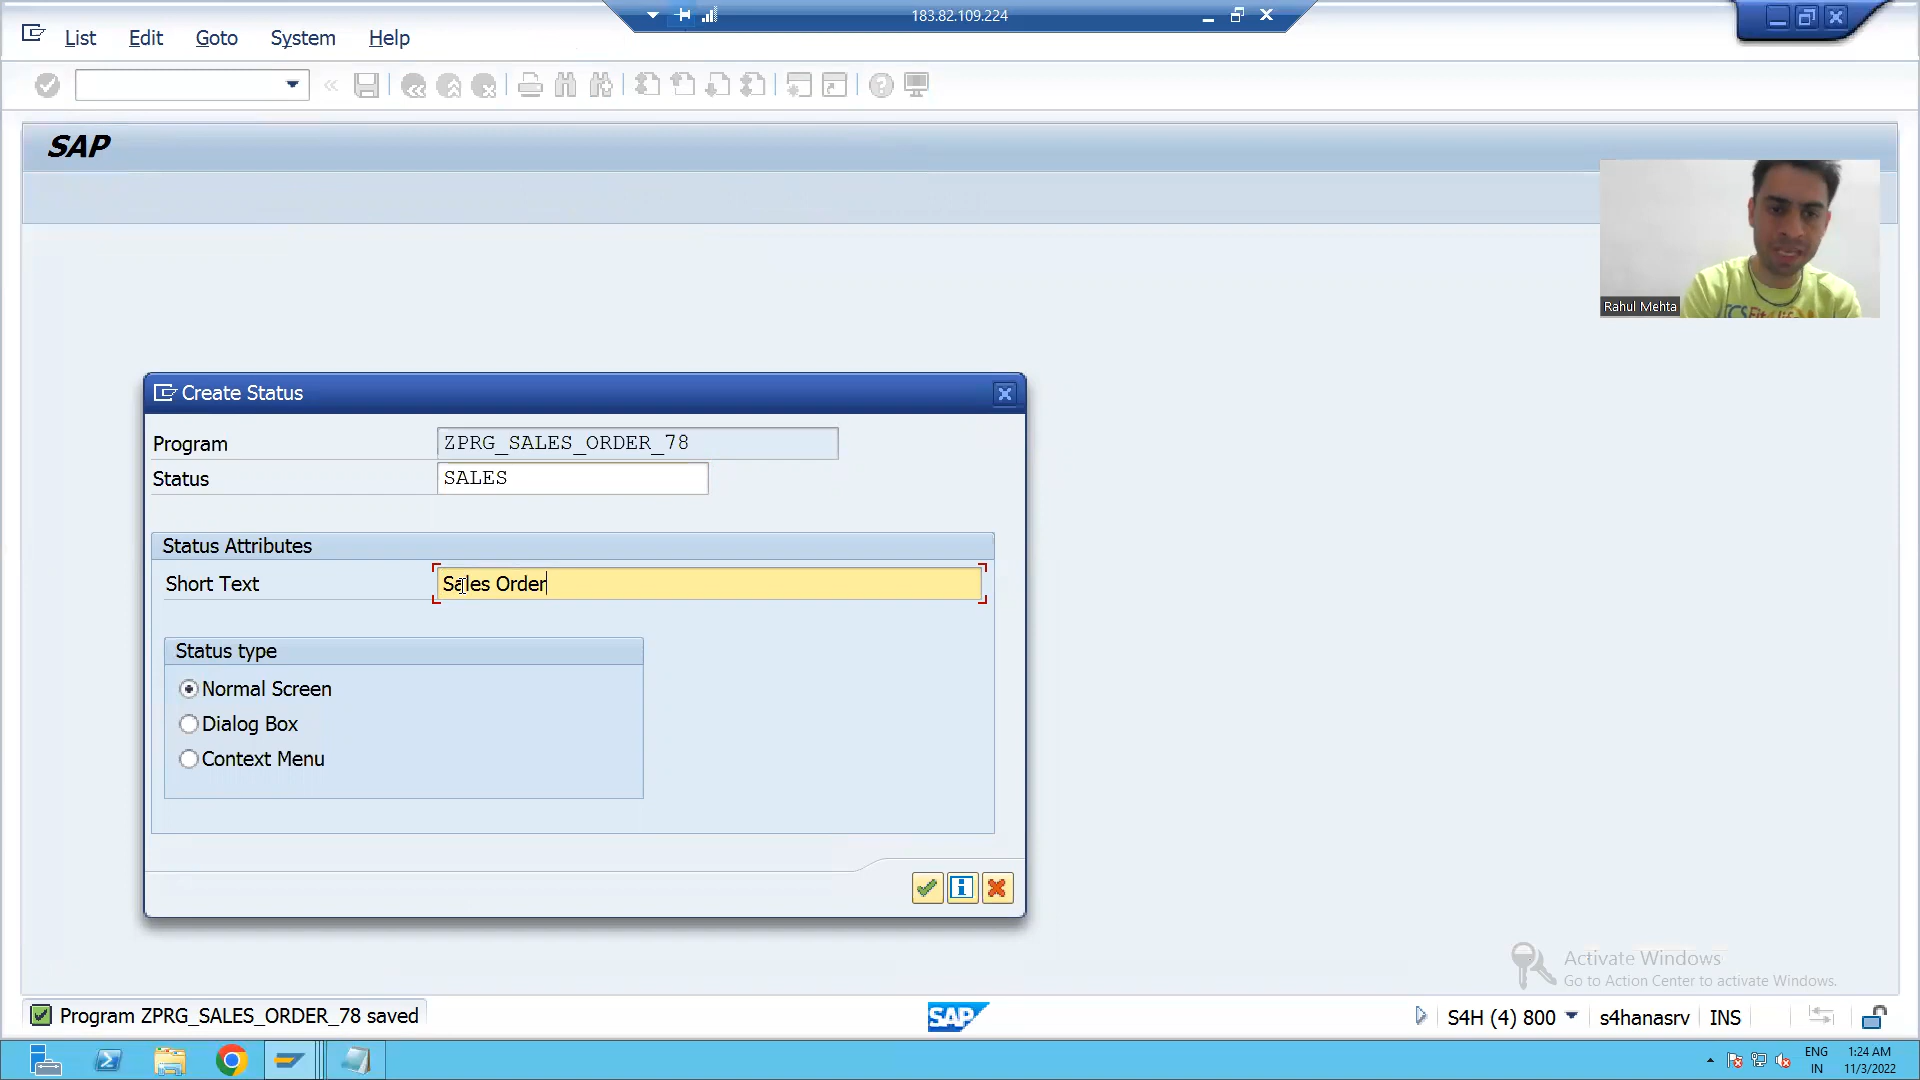 183.82.109.224
List Edit Goto System Help
SAP
Rahul Mehta
Create Status
Program ZPRG_SALES_ORDER_78
Status SALES
Status Attributes
Short Text Sales Order
Status type
Normal Screen
Dialog Box
Context Menu
Activate Windows
Go to Action Center to activate Windows.
Program ZPRG_SALES_ORDER_78 saved
SAP
S4H (4) 800
s4hanasrv
INS
ENG
IN
1:24 AM
11/3/2022